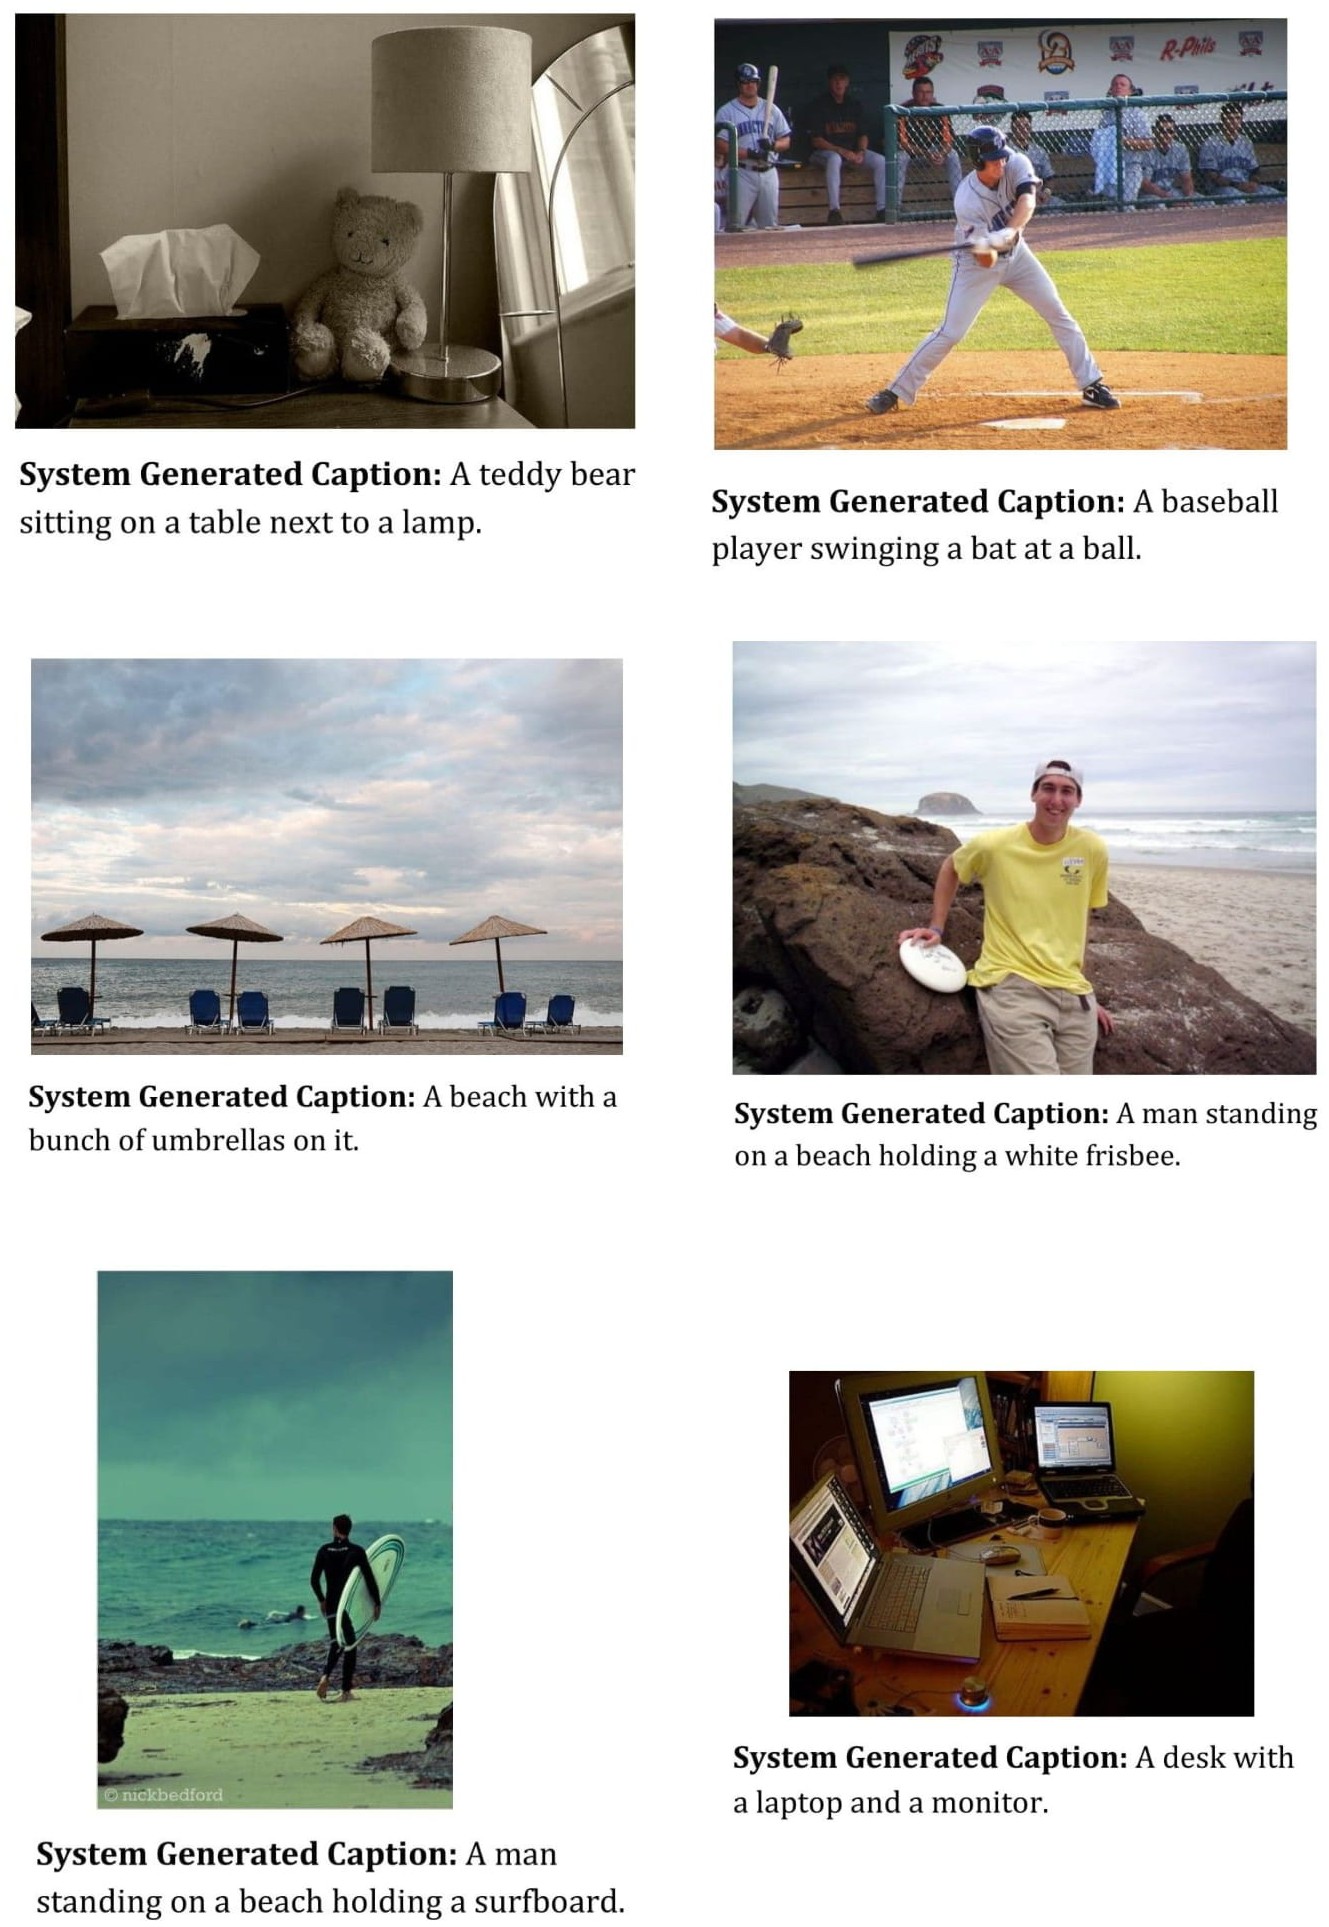 R-Phils
System Generated Caption: A teddy bear
sitting on a table next to a lamp.
System Generated Caption: A baseball
player swinging a bat at a ball.
System Generated Caption: A beach with a
bunch of umbrellas on it.
System Generated Caption: A man standing
on a beach holding a white frisbee.
© nickbedford
System Generated Caption: A man
standing on a beach holding a surfboard.
System Generated Caption: A desk with
a laptop and a monitor.